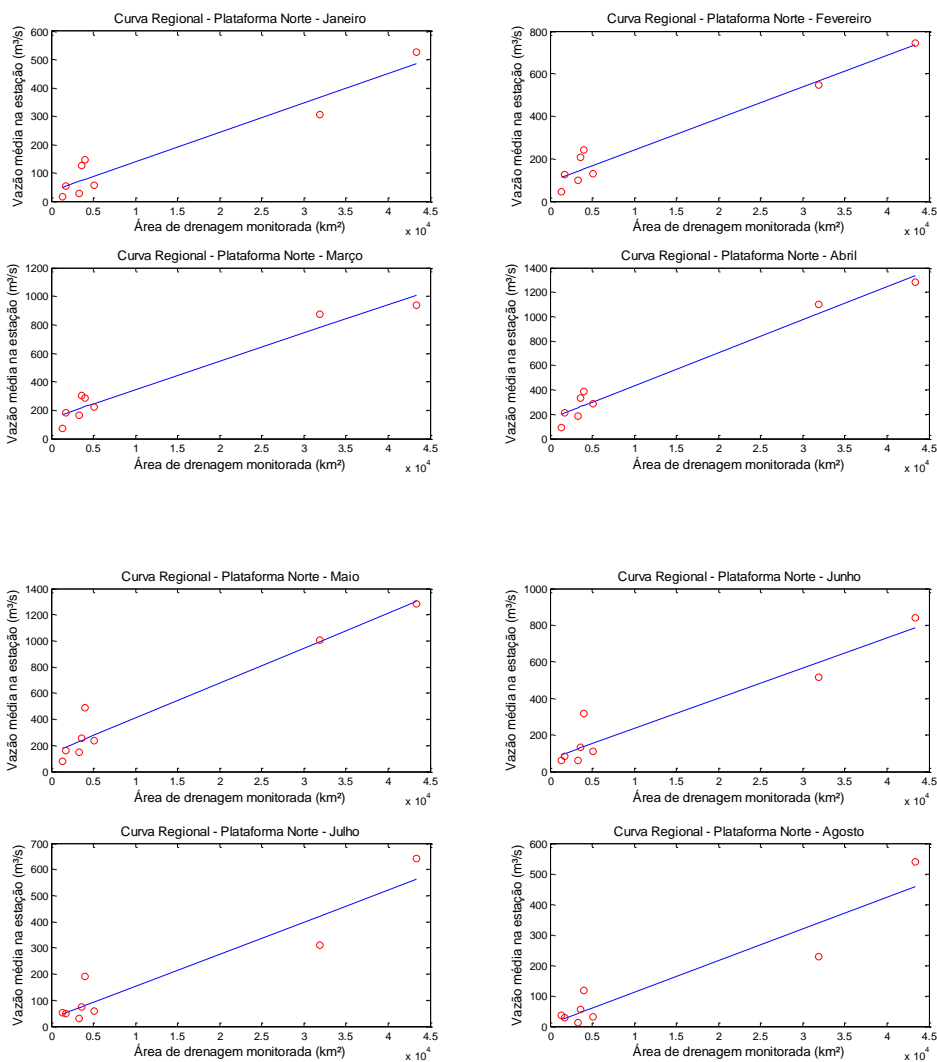 Curva Regional - Plataforma Norte - Janeiro
Vazão média na estação (m³/s)
600
500
400
300
200
100
0
0 0.5 1 1.5 2 2.5 3 3.5 4 4.5
Área de drenagem monitorada (km²)
x 10⁴
Curva Regional - Plataforma Norte - Fevereiro
Vazão média na estação (m³/s)
800
600
400
200
0
0 0.5 1 1.5 2 2.5 3 3.5 4 4.5
Área de drenagem monitorada (km²)
x 10⁴
Curva Regional - Plataforma Norte - Março
Vazão média na estação (m³/s)
1200
1000
800
600
400
200
0
0 0.5 1 1.5 2 2.5 3 3.5 4 4.5
Área de drenagem monitorada (km²)
x 10⁴
Curva Regional - Plataforma Norte - Abril
Vazão média na estação (m³/s)
1400
1200
1000
800
600
400
200
0
0 0.5 1 1.5 2 2.5 3 3.5 4 4.5
Área de drenagem monitorada (km²)
x 10⁴
Curva Regional - Plataforma Norte - Maio
Vazão média na estação (m³/s)
1400
1200
1000
800
600
400
200
0
0 0.5 1 1.5 2 2.5 3 3.5 4 4.5
Área de drenagem monitorada (km²)
x 10⁴
Curva Regional - Plataforma Norte - Junho
Vazão média na estação (m³/s)
1000
800
600
400
200
0
0 0.5 1 1.5 2 2.5 3 3.5 4 4.5
Área de drenagem monitorada (km²)
x 10⁴
Curva Regional - Plataforma Norte - Julho
Vazão média na estação (m³/s)
700
600
500
400
300
200
100
0
0 0.5 1 1.5 2 2.5 3 3.5 4 4.5
Área de drenagem monitorada (km²)
x 10⁴
Curva Regional - Plataforma Norte - Agosto
Vazão média na estação (m³/s)
600
500
400
300
200
100
0
0 0.5 1 1.5 2 2.5 3 3.5 4 4.5
Área de drenagem monitorada (km²)
x 10⁴